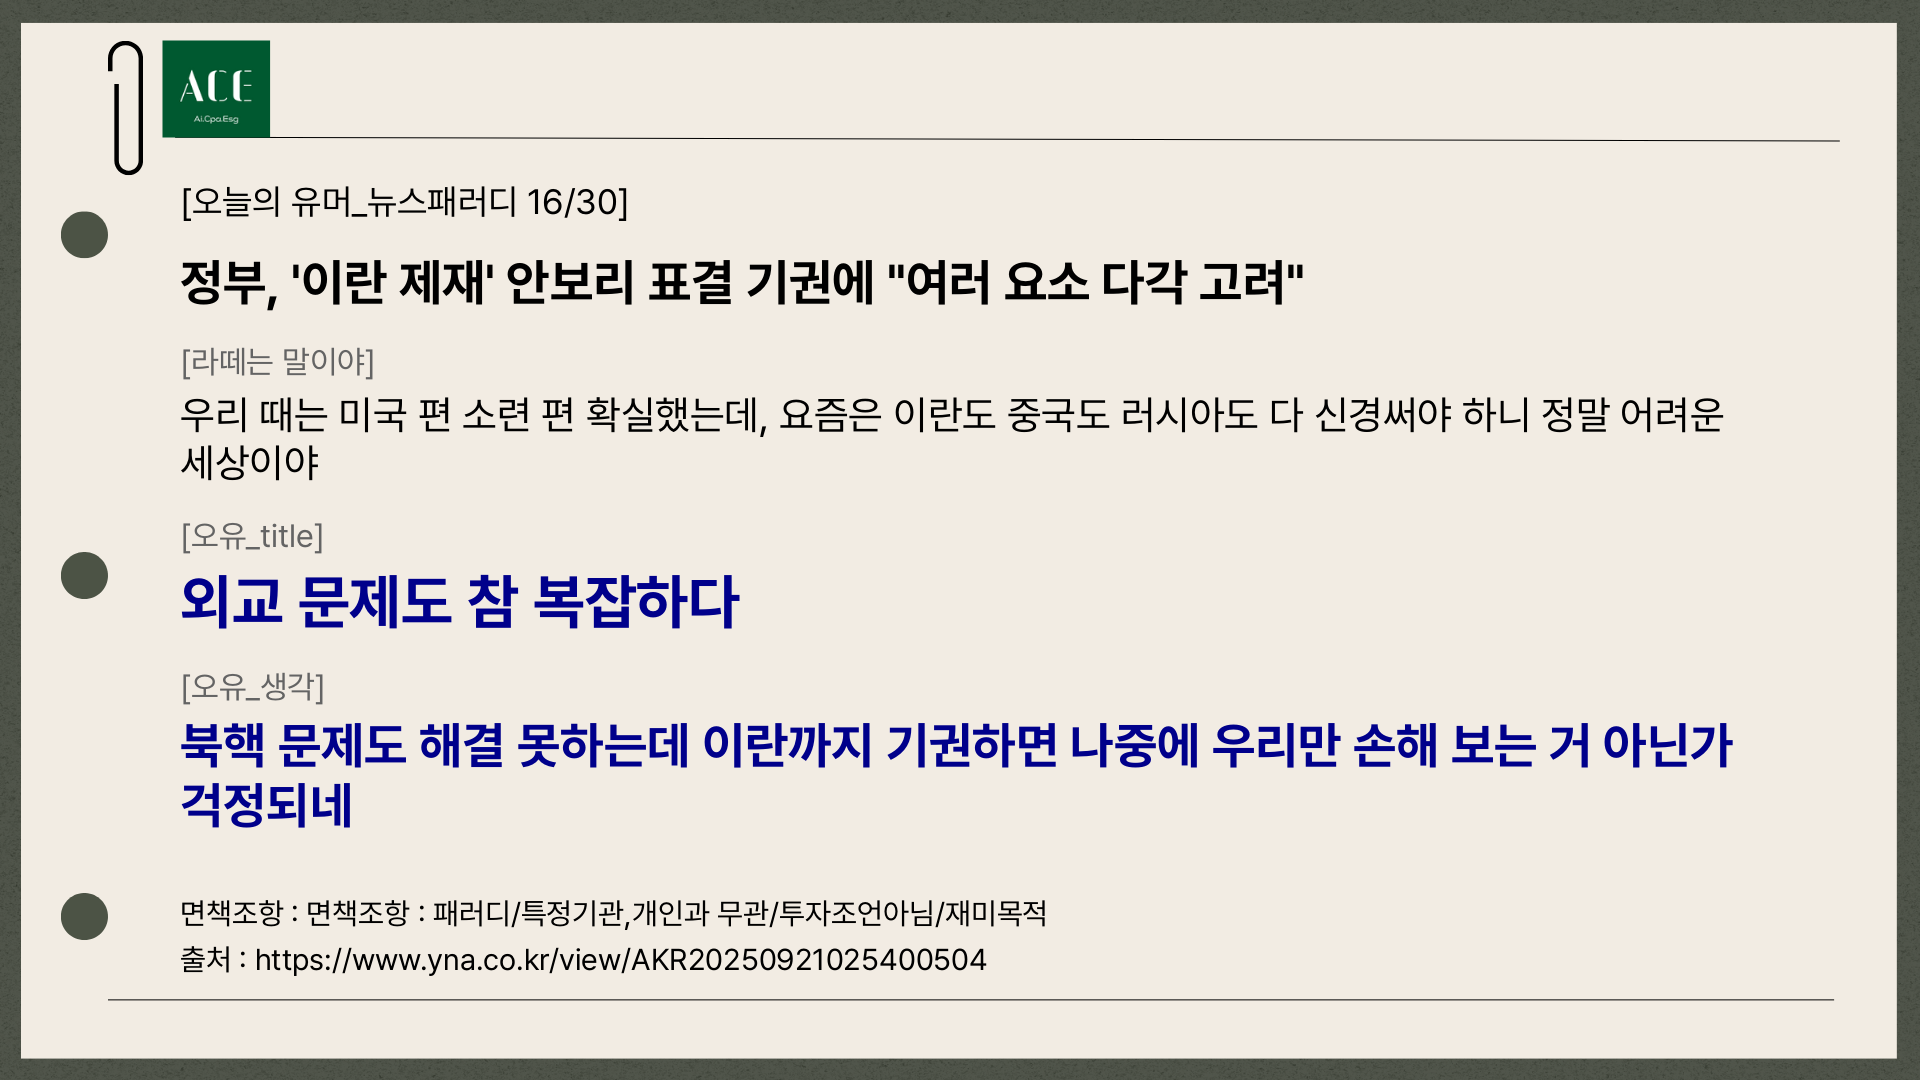 ACE
Ai.Cpa.Esg
[오늘의 유머_뉴스패러디 16/30]
정부, '이란 제재' 안보리 표결 기권에 "여러 요소 다각 고려"
[라떼는 말이야]
우리 때는 미국 편 소련 편 확실했는데, 요즘은 이란도 중국도 러시아도 다 신경써야 하니 정말 어려운
세상이야
[오유_title]
외교 문제도 참 복잡하다
[오유_생각]
북핵 문제도 해결 못하는데 이란까지 기권하면 나중에 우리만 손해 보는 거 아닌가
걱정되네
면책조항 : 면책조항 : 패러디/특정기관,개인과 무관/투자조언아님/재미목적
출처 : https://www.yna.co.kr/view/AKR20250921025400504